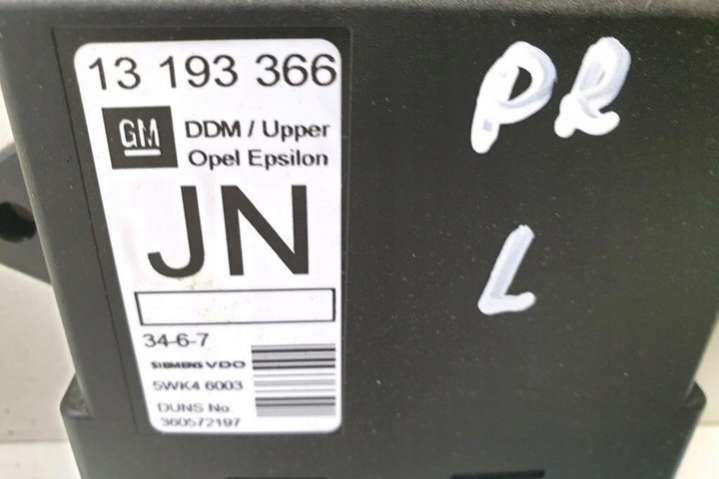 13 193 366
GM
DDM / Upper
Opel Epsilon
JN
34-6-7
SIEMENS VDO
5WK4 6003
DUNS No:
360572197
PR
L